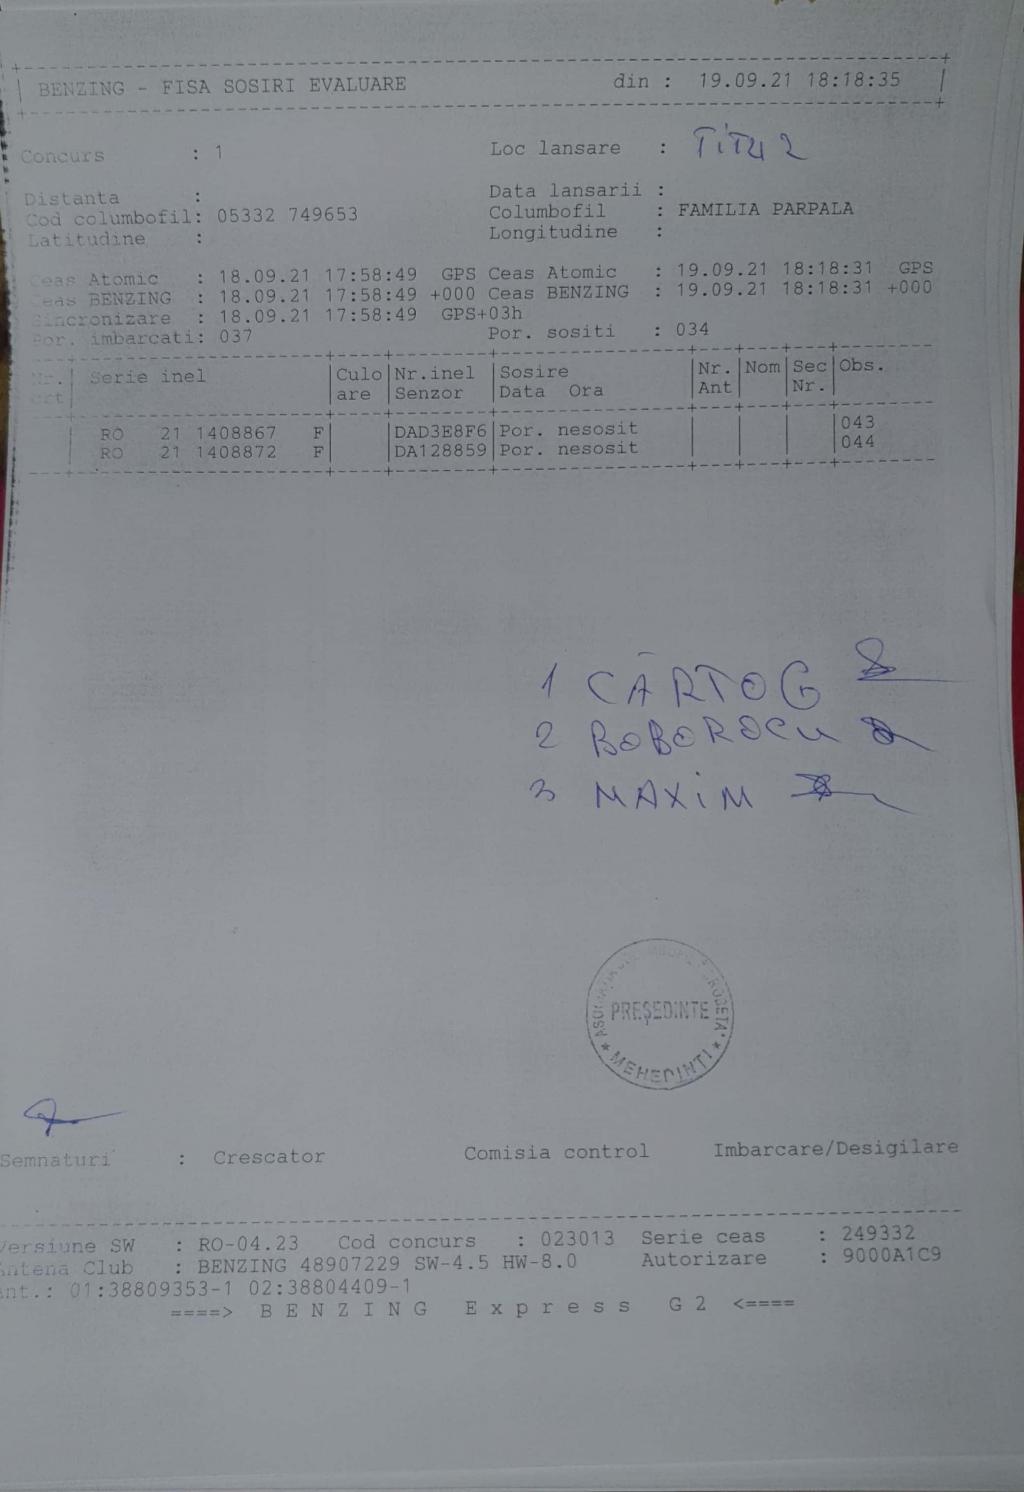 BENZING - FISA SOSIRI EVALUARE din : 19.09.21 18:18:35
Concurs : 1 Loc lansare : TiTU 2
Distanta : Data lansarii :
Cod columbofil: 05332 749653 Columbofil : FAMILIA PARPALA
Latitudine : Longitudine :
Ceas Atomic : 18.09.21 17:58:49 GPS Ceas Atomic : 19.09.21 18:18:31 GPS
Ceas BENZING : 18.09.21 17:58:49 +000 Ceas BENZING : 19.09.21 18:18:31 +000
Sincronizare : 18.09.21 17:58:49 GPS+03h
Por. imbarcati: 037 Por. sositi : 034
Nr. Serie inel Culo Nr.inel Sosire Nr. Nom Sec Obs.
crt are Senzor Data Ora Ant Nr.
RO 21 1408867 F DAD3E8F6 Por. nesosit 043
RO 21 1408872 F DA128859 Por. nesosit 044
1 CÂRTOG
2 BOBOROCU
3 MAXiM
PREŞEDINTE
* MEHEDINTI *
Semnaturi : Crescator Comisia control Imbarcare/Desigilare
Versiune SW : RO-04.23 Cod concurs : 023013 Serie ceas : 249332
Antena Club : BENZING 48907229 SW-4.5 HW-8.0 Autorizare : 9000A1C9
Ant.: 01:38809353-1 02:38804409-1
====> B E N Z I N G E x p r e s s G 2 <====